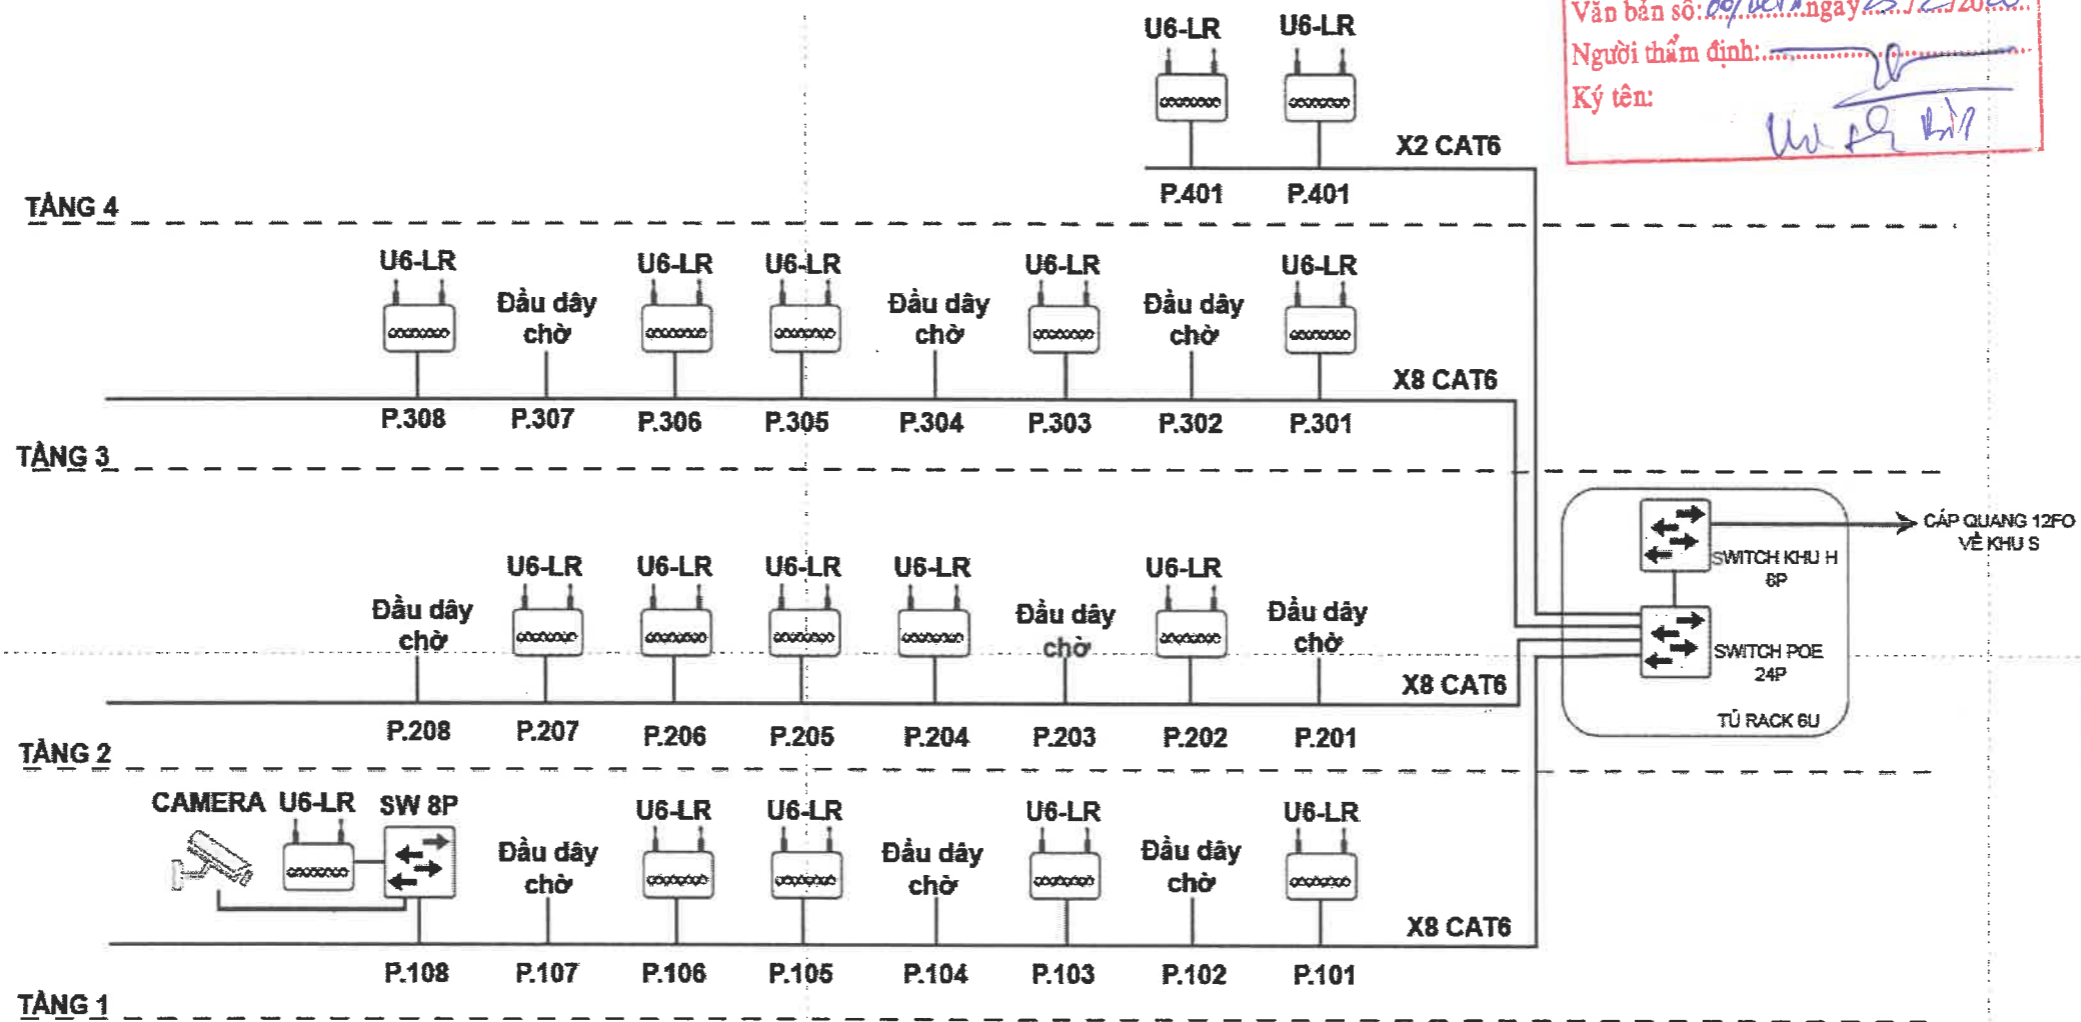 Văn bản số: ngày
Người thẩm định:
Ký tên:
U6-LR U6-LR
X2 CAT6
P.401 P.401
TẦNG 4
U6-LR U6-LR U6-LR U6-LR U6-LR
Đầu dây Đầu dây Đầu dây
chờ chờ chờ
X8 CAT6
P.308 P.307 P.306 P.305 P.304 P.303 P.302 P.301
TẦNG 3
CÁP QUANG 12FO
VỀ KHU S
SWITCH KHU H
8P
U6-LR U6-LR U6-LR U6-LR U6-LR
Đầu dây Đầu dây Đầu dây
chờ chờ chờ
SWITCH POE
24P
X8 CAT6
TỦ RACK 6U
P.208 P.207 P.206 P.205 P.204 P.203 P.202 P.201
TẦNG 2
CAMERA U6-LR SW 8P U6-LR U6-LR U6-LR U6-LR
Đầu dây Đầu dây Đầu dây
chờ chờ chờ
X8 CAT6
P.108 P.107 P.106 P.105 P.104 P.103 P.102 P.101
TẦNG 1